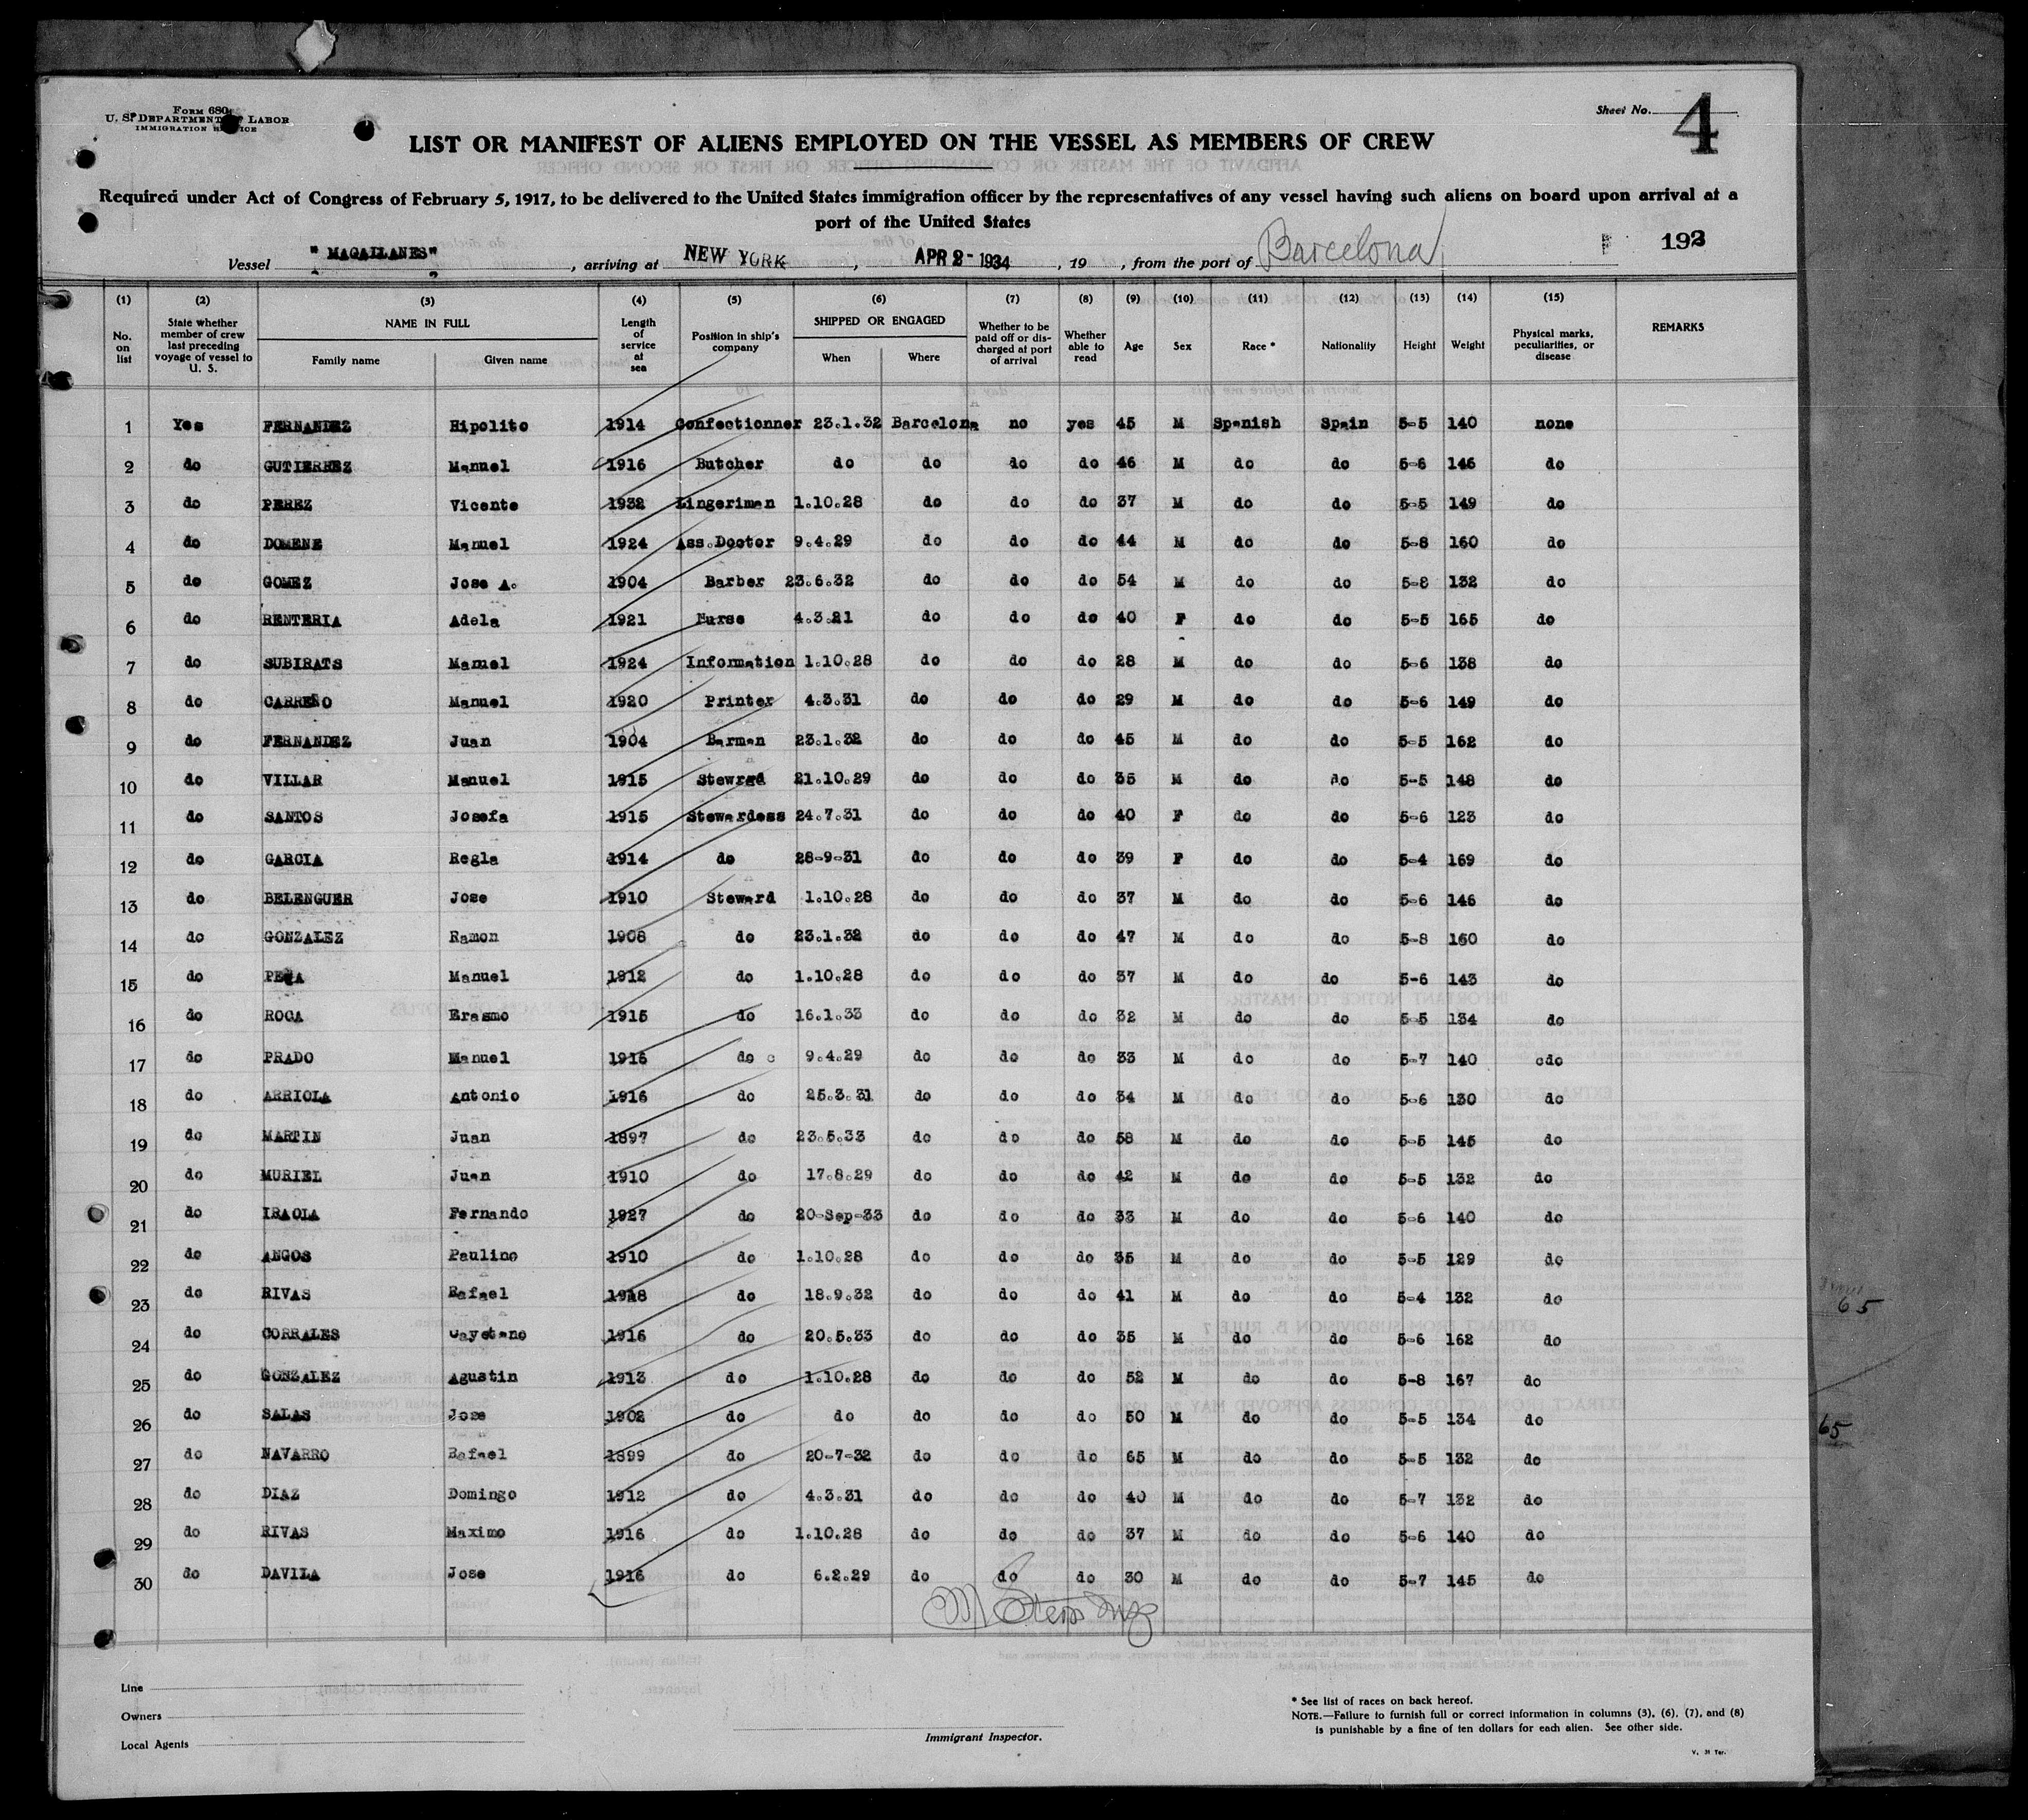 Form 680
U. S. DEPARTMENT OF LABOR
IMMIGRATION SERVICE
Sheet No. 4
LIST OR MANIFEST OF ALIENS EMPLOYED ON THE VESSEL AS MEMBERS OF CREW
Required under Act of Congress of February 5, 1917, to be delivered to the United States immigration officer by the representatives of any vessel having such aliens on board upon arrival at a
port of the United States
Vessel "MAGALLANES", arriving at NEW YORK, APR 2-1934, 19 , from the port of Barcelona 193
(1) (2) (3) (4) (5) (6) (7) (8) (9) (10) (11) (12) (13) (14) (15)
No. on list State whether member of crew last preceding voyage of vessel to U. S. NAME IN FULL Family name Given name Length of service at sea Position in ship's company SHIPPED OR ENGAGED When Where Whether to be paid off or discharged at port of arrival Whether able to read Age Sex Race * Nationality Height Weight Physical marks, peculiarities, or disease REMARKS
1 Yes FERNANDEZ Hipolito 1914 Confectionner 23.1.32 Barcelona no yes 45 M Spanish Spain 5-5 140 none
2 do GUTIERREZ Manuel 1916 Butcher do do do do 46 M do do 5-6 146 do
3 do PEREZ Vicente 1932 Lingeriman 1.10.28 do do do 37 M do do 5-5 149 do
4 do DOMENE Manuel 1924 Ass.Doctor 9.4.29 do do do 44 M do do 5-8 160 do
5 do GOMEZ Jose A. 1904 Barber 23.6.32 do do do 54 M do do 5-8 132 do
6 do RENTERIA Adela 1921 Nurse 4.3.21 do do do 40 F do do 5-5 165 do
7 do SUBIRATS Manuel 1924 Information 1.10.28 do do do 28 M do do 5-6 138 do
8 do CARREÑO Manuel 1920 Printer 4.3.31 do do do 29 M do do 5-6 149 do
9 do FERNANDEZ Juan 1904 Barman 23.1.32 do do do 45 M do do 5-5 162 do
10 do VILLAR Manuel 1915 Stewrad 21.10.29 do do do 35 M do do 5-5 148 do
11 do SANTOS Josefa 1915 Stewardess 24.7.31 do do do 40 F do do 5-6 123 do
12 do GARCIA Regla 1914 do 28-9-31 do do do 39 F do do 5-4 169 do
13 do BELENGUER Jose 1910 Steward 1.10.28 do do do 37 M do do 5-6 146 do
14 do GONZALEZ Ramon 1908 do 23.1.32 do do do 47 M do do 5-8 160 do
15 do PEÑA Manuel 1912 do 1.10.28 do do do 37 M do do 5-6 143 do
16 do ROCA Erasmo 1915 do 16.1.33 do do do 32 M do do 5-5 134 do
17 do PRADO Manuel 1916 do 9.4.29 do do do 33 M do do 5-7 140 do
18 do ARRIOLA Antonio 1916 do 25.3.31 do do do 34 M do do 5-6 130 do
19 do MARTIN Juan 1897 do 23.5.33 do do do 58 M do do 5-5 145 do
20 do MURIEL Juan 1910 do 17.8.29 do do do 42 M do do 5-5 132 do
21 do IRAOLA Fernando 1927 do 20-Sep-33 do do do 33 M do do 5-6 140 do
22 do ANGOS Paulino 1910 do 1.10.28 do do do 35 M do do 5-5 129 do
23 do RIVAS Rafael 1918 do 18.9.32 do do do 41 M do do 5-4 132 do
24 do CORRALES Cayetano 1916 do 20.5.33 do do do 35 M do do 5-6 162 do
25 do GONZALEZ Agustin 1913 do 1.10.28 do do do 52 M do do 5-8 167 do
26 do SALAS Jose 1902 do do do do do 50 M do do 5-5 134 do
27 do NAVARRO Rafael 1899 do 20-7-32 do do do 65 M do do 5-5 132 do
28 do DIAZ Domingo 1912 do 4.3.31 do do do 40 M do do 5-7 132 do
29 do RIVAS Maximo 1916 do 1.10.28 do do do 37 M do do 5-6 140 do
30 do DAVILA Jose 1916 do 6.2.29 do do do 30 M do do 5-7 145 do
65
65
Line
Owners
Local Agents
Immigrant Inspector.
* See list of races on back hereof.
NOTE.—Failure to furnish full or correct information in columns (3), (6), (7), and (8)
is punishable by a fine of ten dollars for each alien. See other side.